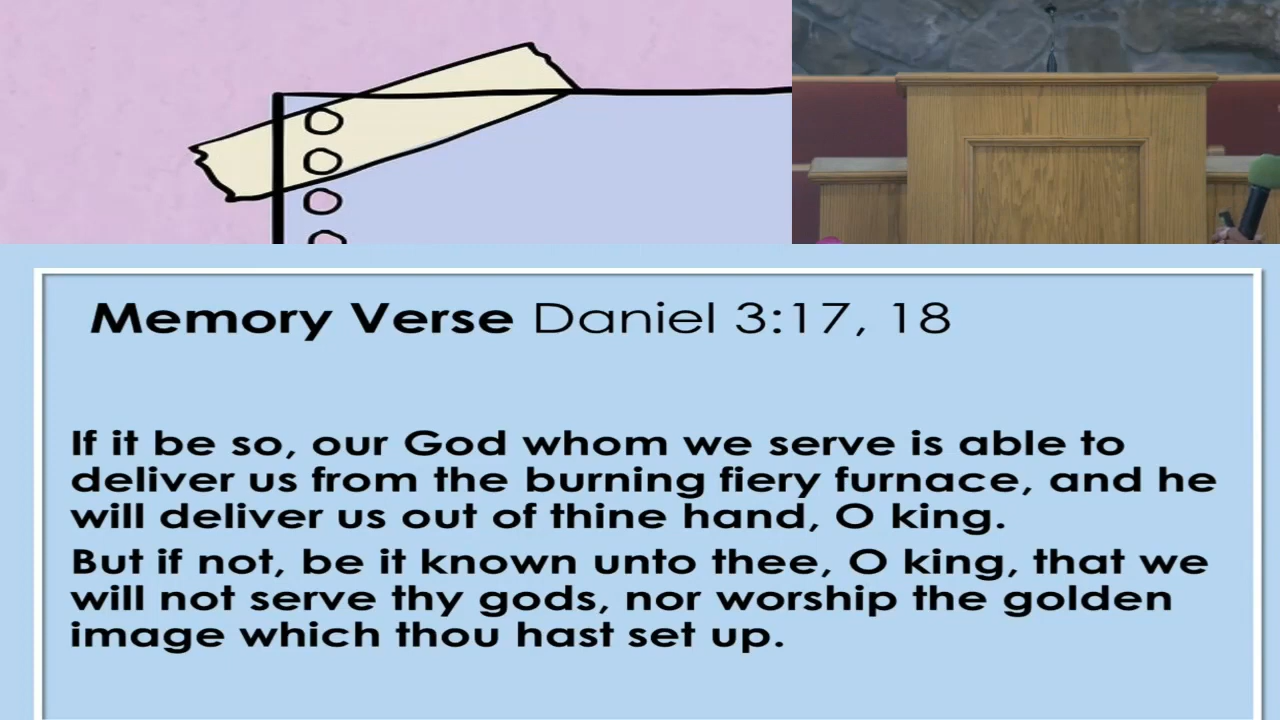 Memory Verse Daniel 3:17, 18
If it be so, our God whom we serve is able to
deliver us from the burning fiery furnace, and he
will deliver us out of thine hand, O king.
But if not, be it known unto thee, O king, that we
will not serve thy gods, nor worship the golden
image which thou hast set up.